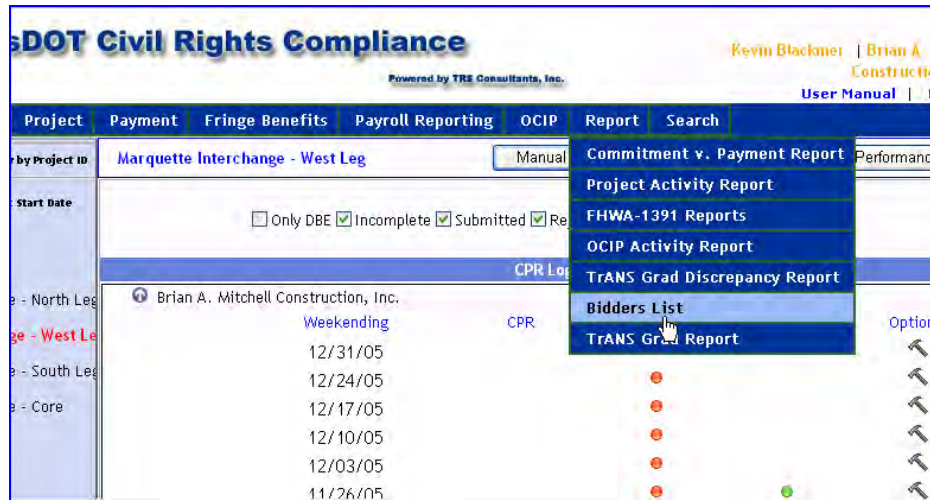 sDOT Civil Rights Compliance
Powered by TRS Consultants, Inc.
Kevin Blackmer | Brian A
Constructi
User Manual |
Project Payment Fringe Benefits Payroll Reporting OCIP Report Search
by Project ID
Marquette Interchange - West Leg
Manual
Performanc
Commitment v. Payment Report
Project Activity Report
Start Date
Only DBE Incomplete Submitted Re
FHWA-1391 Reports
OCIP Activity Report
CPR Log
TrANS Grad Discrepancy Report
e - North Leg
Brian A. Mitchell Construction, Inc.
Bidders List
Weekending CPR Option
ge - West Le
TrANS Grad Report
12/31/05
e - South Leg
12/24/05
e - Core
12/17/05
12/10/05
12/03/05
11/26/05